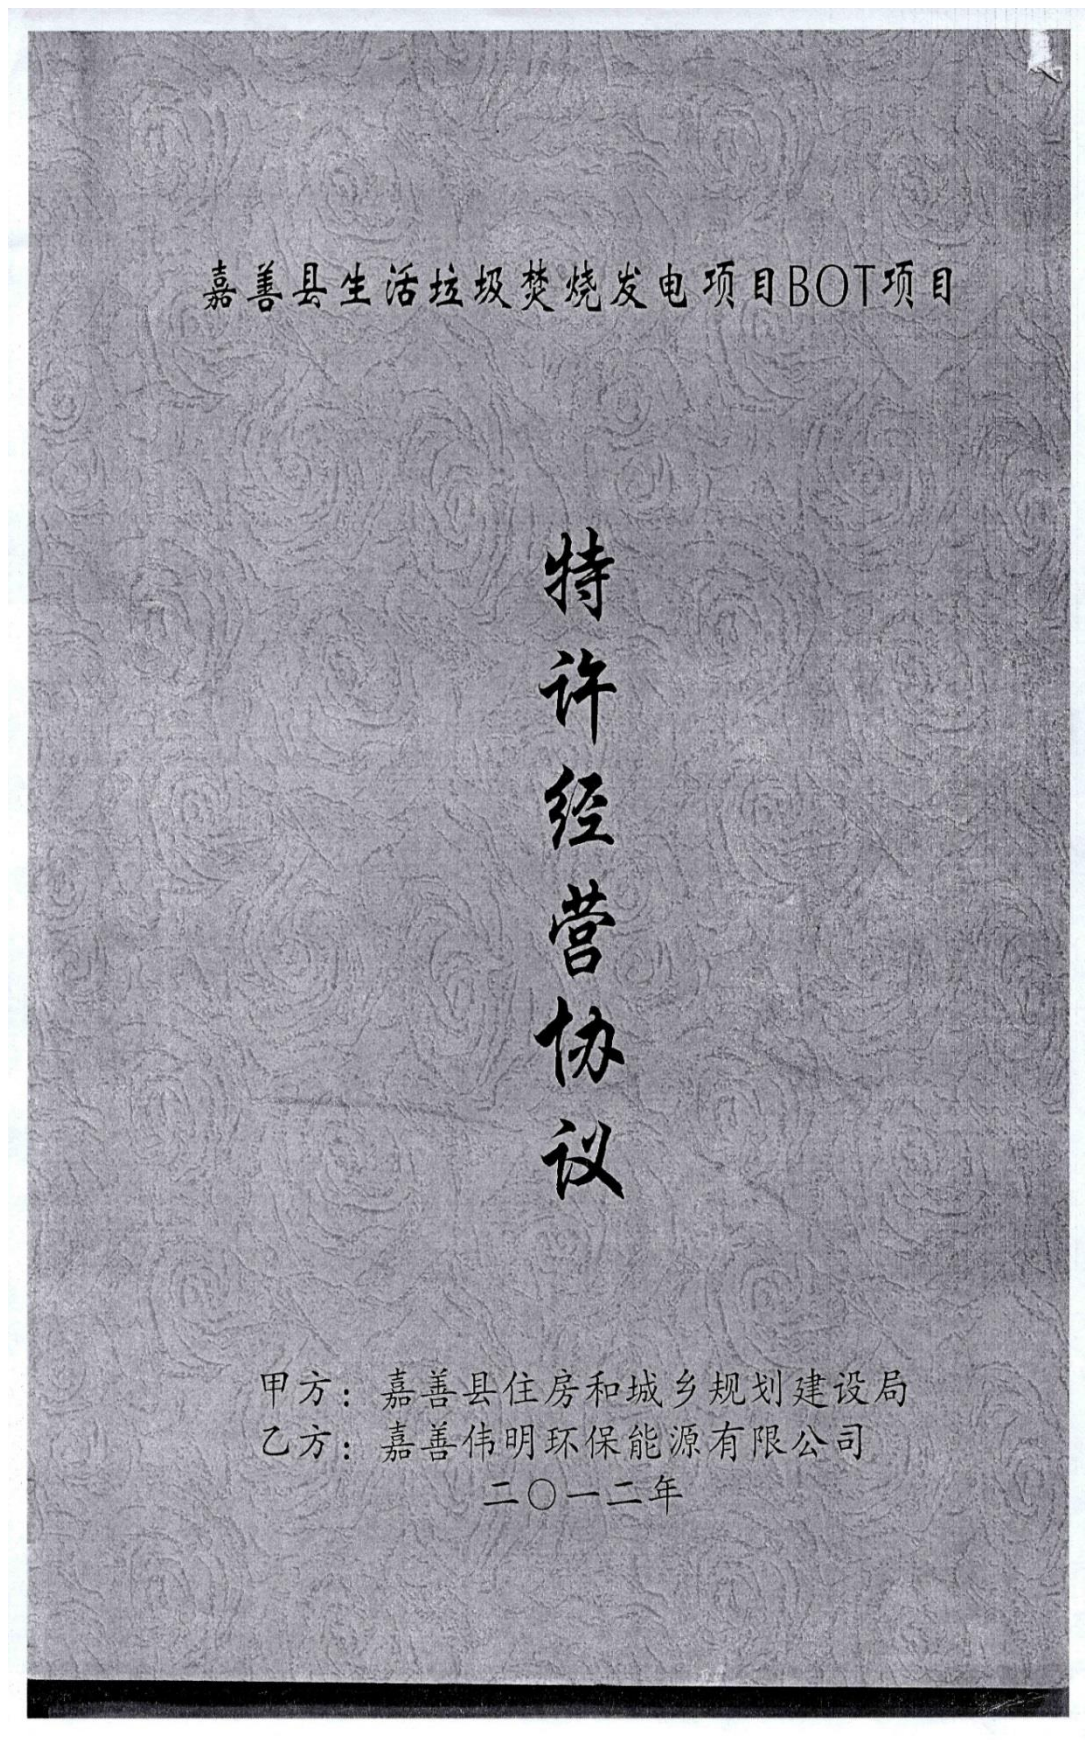 嘉善县生活垃圾焚烧发电项目BOT项目
特许经营协议
甲方：嘉善县住房和城乡规划建设局
乙方：嘉善伟明环保能源有限公司
二〇一二年